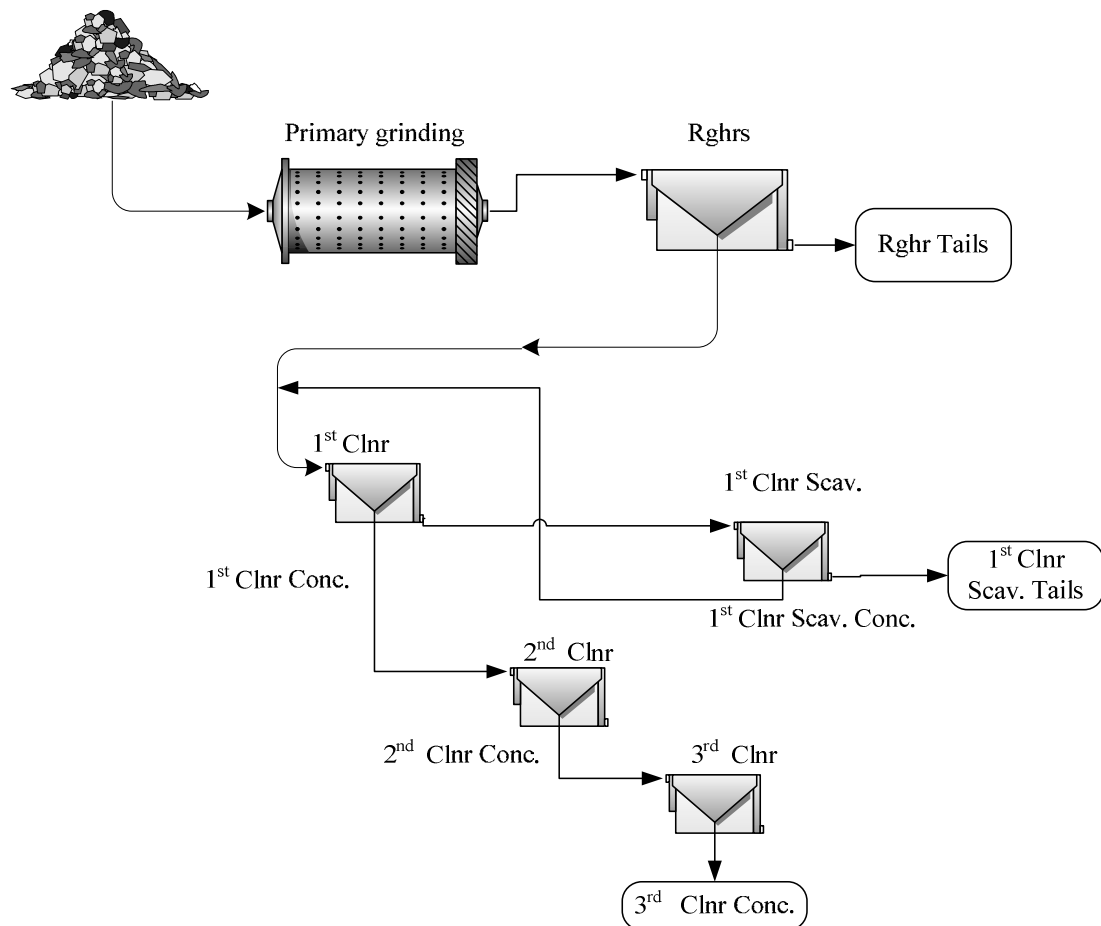 Primary grinding
Rghrs
Rghr Tails
1st Clnr
1st Clnr Scav.
1st Clnr
Scav. Tails
1st Clnr Conc.
1st Clnr Scav. Conc.
2nd Clnr
2nd Clnr Conc.
3rd Clnr
3rd Clnr Conc.